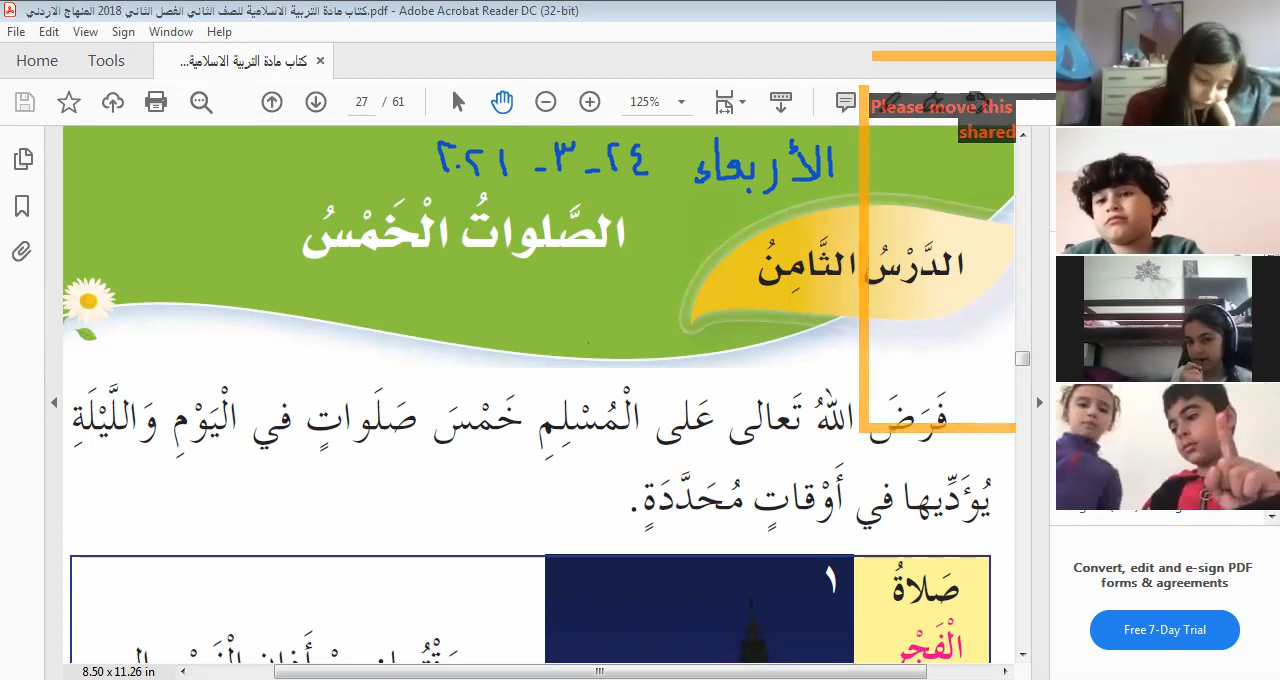 كتاب مادة التربية الاسلامية للصف الثاني الفصل الثاني 2018 المنهاج الاردني.pdf - Adobe Acrobat Reader DC (32-bit)
File Edit View Sign Window Help
Home Tools كتاب مادة التربية الاسلامية... ×
27 / 61 125%
Please move this
shared
الأربعاء ٢٤-٣-٢٠٢١
الصَّلواتُ الْخَمْسُ
الدَّرْسُ الثَّامِنُ
فَرَضَ اللهُ تَعالى عَلى الْمُسْلِمِ خَمْسَ صَلَواتٍ في الْيَوْمِ وَاللَّيْلَةِ
يُؤَدِّيها في أَوْقاتٍ مُحَدَّدَةٍ.
صَلاةُ
الْفَجْرِ
١
8.50 x 11.26 in
Convert, edit and e-sign PDF
forms & agreements
Free 7-Day Trial